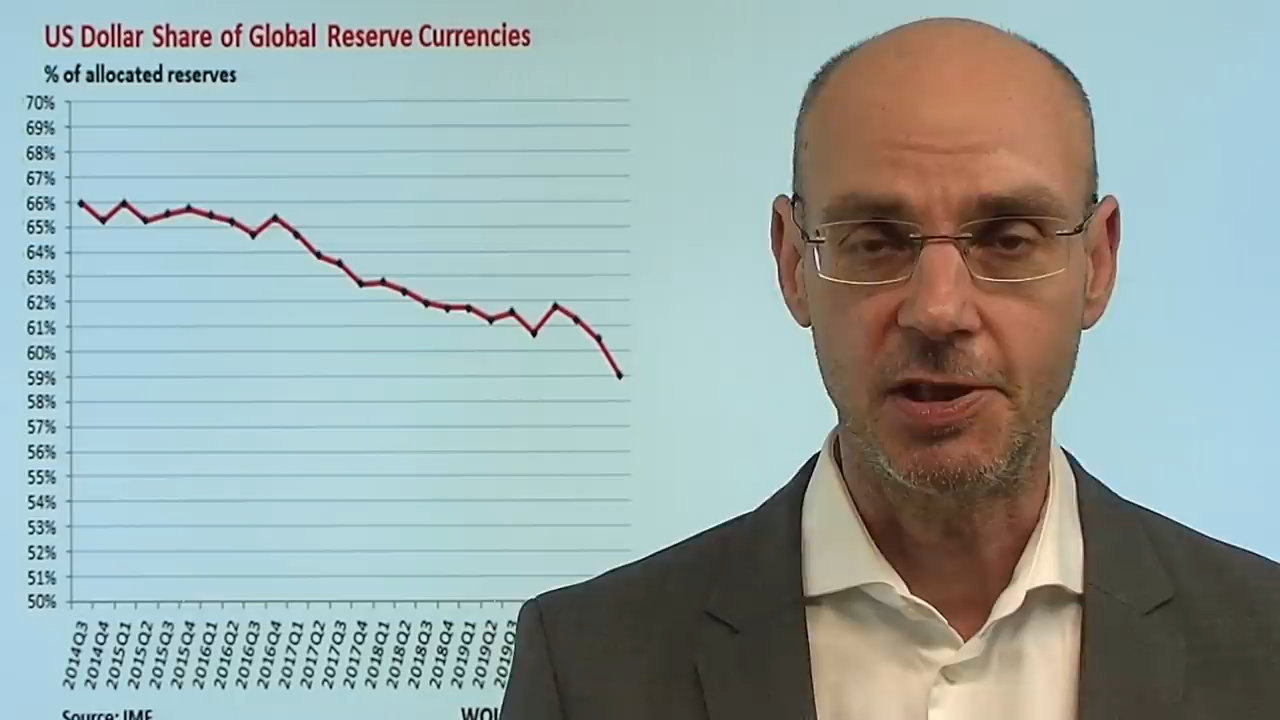 US Dollar Share of Global Reserve Currencies
% of allocated reserves
70%
69%
68%
67%
66%
65%
64%
63%
62%
61%
60%
59%
58%
57%
56%
55%
54%
53%
52%
51%
50%
2014Q3
2014Q4
2015Q1
2015Q2
2015Q3
2015Q4
2016Q1
2016Q2
2016Q3
2016Q4
2017Q1
2017Q2
2017Q3
2017Q4
2018Q1
2018Q2
2018Q3
2018Q4
2019Q1
2019Q2
2019Q3
Source: IMF